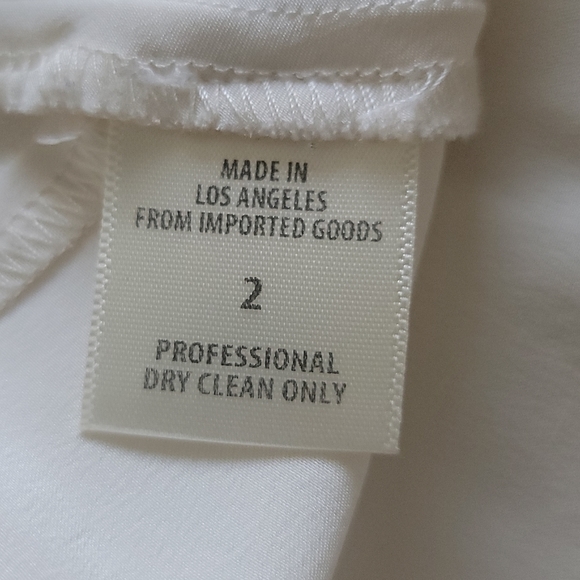 MADE IN
LOS ANGELES
FROM IMPORTED GOODS
2
PROFESSIONAL
DRY CLEAN ONLY